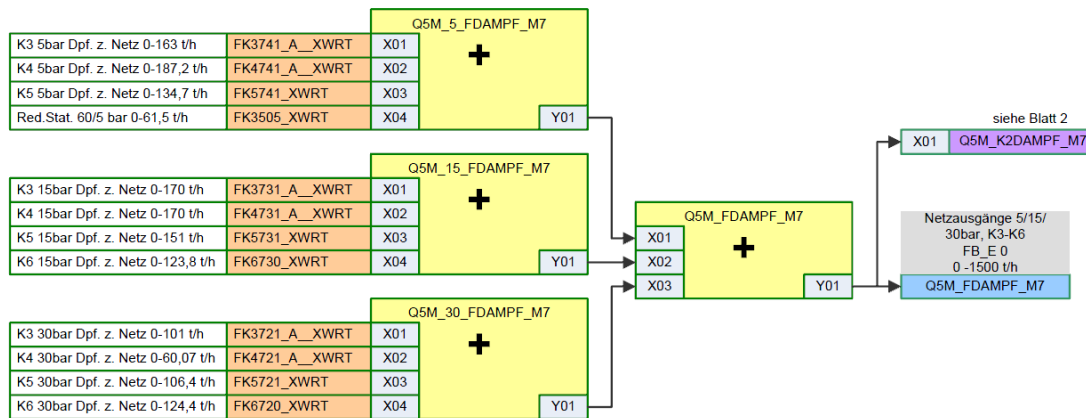 Q5M_5_FDAMPF_M7
+
K3 5bar Dpf. z. Netz 0-163 t/h FK3741_A__XWRT X01
K4 5bar Dpf. z. Netz 0-187,2 t/h FK4741_A__XWRT X02
K5 5bar Dpf. z. Netz 0-134,7 t/h FK5741_XWRT X03
Red.Stat. 60/5 bar 0-61,5 t/h FK3505_XWRT X04 Y01
Q5M_15_FDAMPF_M7
+
K3 15bar Dpf. z. Netz 0-170 t/h FK3731_A__XWRT X01
K4 15bar Dpf. z. Netz 0-170 t/h FK4731_A__XWRT X02
K5 15bar Dpf. z. Netz 0-151 t/h FK5731_XWRT X03
K6 15bar Dpf. z. Netz 0-123,8 t/h FK6730_XWRT X04 Y01
Q5M_30_FDAMPF_M7
+
K3 30bar Dpf. z. Netz 0-101 t/h FK3721_A__XWRT X01
K4 30bar Dpf. z. Netz 0-60,07 t/h FK4721_A__XWRT X02
K5 30bar Dpf. z. Netz 0-106,4 t/h FK5721_XWRT X03
K6 30bar Dpf. z. Netz 0-124,4 t/h FK6720_XWRT X04 Y01
Q5M_FDAMPF_M7
+
X01
X02
X03 Y01
siehe Blatt 2
X01 Q5M_K2DAMPF_M7
Netzausgänge 5/15/
30bar, K3-K6
FB_E 0
0 -1500 t/h
Q5M_FDAMPF_M7